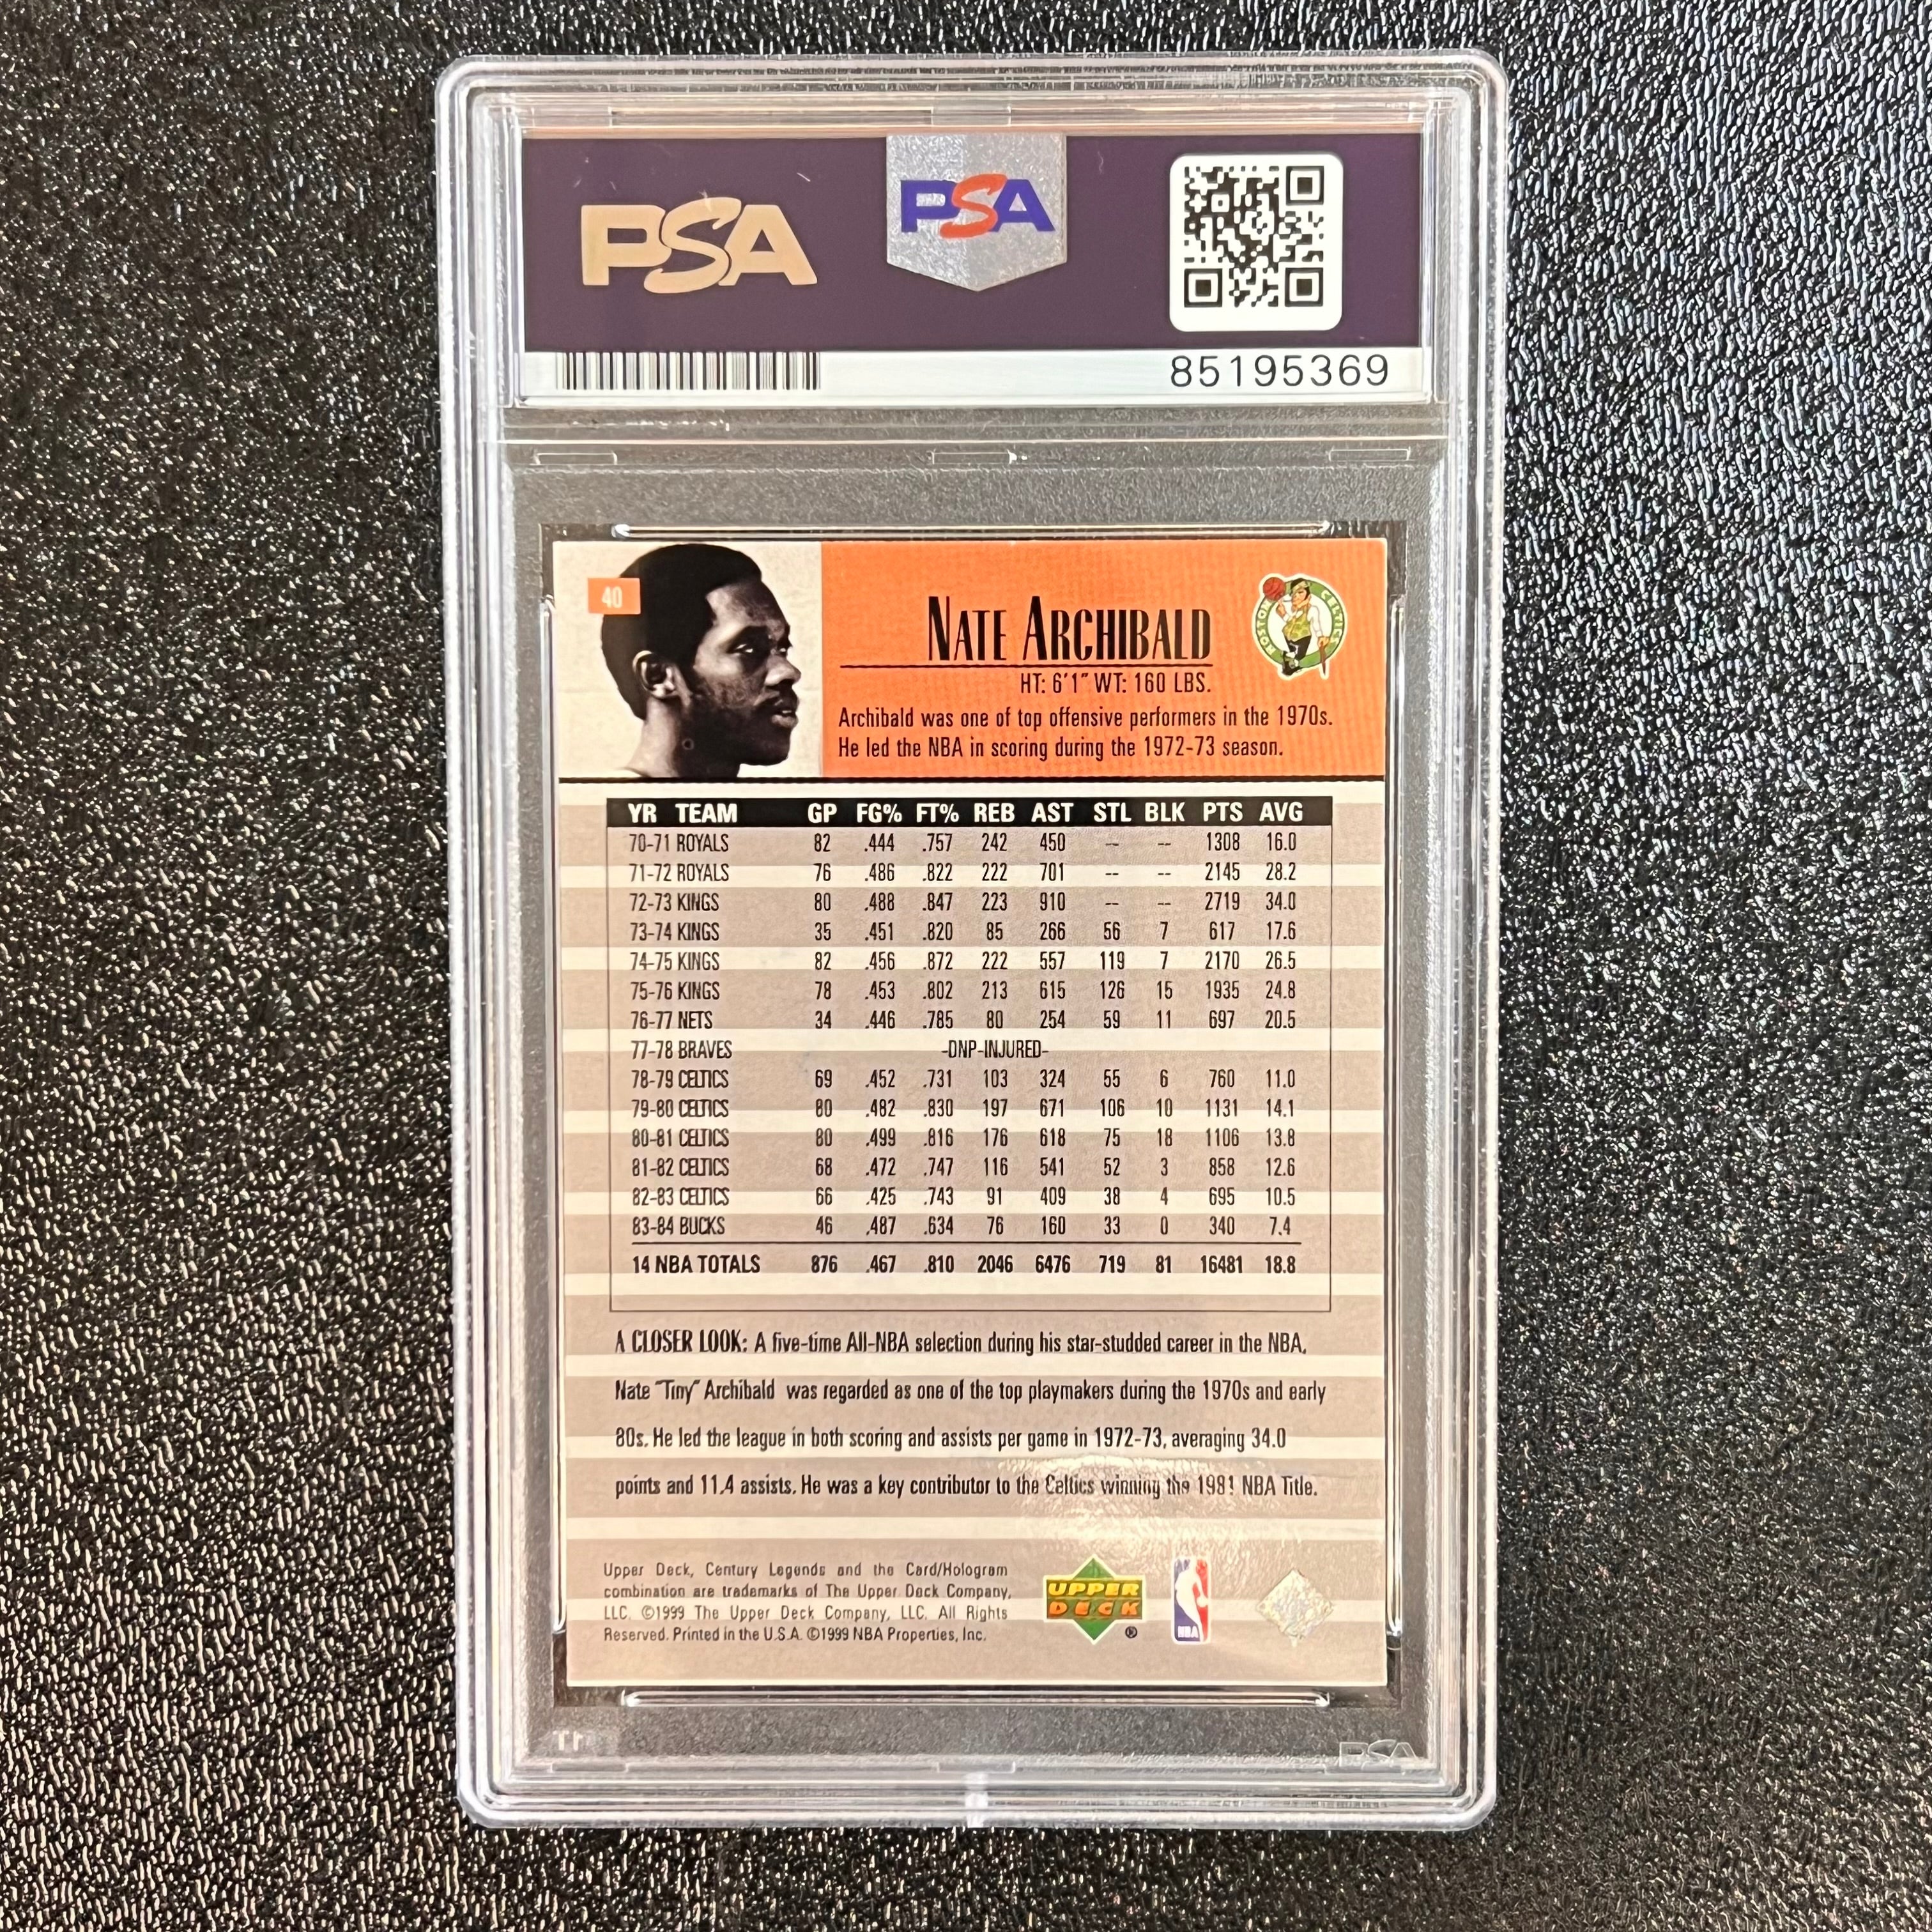 PSA
PSA
85195369
40
NATE ARCHIBALD
BOSTON CELTICS
HT: 6'1" WT: 160 LBS.
Archibald was one of top offensive performers in the 1970s.
He led the NBA in scoring during the 1972-73 season.
YR TEAM GP FG% FT% REB AST STL BLK PTS AVG
70-71 ROYALS 82 .444 .757 242 450 -- -- 1308 16.0
71-72 ROYALS 76 .486 .822 222 701 -- -- 2145 28.2
72-73 KINGS 80 .488 .847 223 910 -- -- 2719 34.0
73-74 KINGS 35 .451 .820 85 266 56 7 617 17.6
74-75 KINGS 82 .456 .872 222 557 119 7 2170 26.5
75-76 KINGS 78 .453 .802 213 615 126 15 1935 24.8
76-77 NETS 34 .446 .785 80 254 59 11 697 20.5
77-78 BRAVES -DNP-INJURED-
78-79 CELTICS 69 .452 .731 103 324 55 6 760 11.0
79-80 CELTICS 80 .482 .830 197 671 106 10 1131 14.1
80-81 CELTICS 80 .499 .816 176 618 75 18 1106 13.8
81-82 CELTICS 68 .472 .747 116 541 52 3 858 12.6
82-83 CELTICS 66 .425 .743 91 409 38 4 695 10.5
83-84 BUCKS 46 .487 .634 76 160 33 0 340 7.4
14 NBA TOTALS 876 .467 .810 2046 6476 719 81 16481 18.8
A CLOSER LOOK: A five-time All-NBA selection during his star-studded career in the NBA,
Nate "Tiny" Archibald was regarded as one of the top playmakers during the 1970s and early
80s. He led the league in both scoring and assists per game in 1972-73, averaging 34.0
points and 11.4 assists. He was a key contributor to the Celtics winning the 1981 NBA Title.
Upper Deck, Century Legends and the Card/Hologram
combination are trademarks of The Upper Deck Company,
LLC. ©1999 The Upper Deck Company, LLC. All Rights
Reserved. Printed in the U.S.A. ©1999 NBA Properties, Inc.
UPPER
DECK
®
NBA
PSA